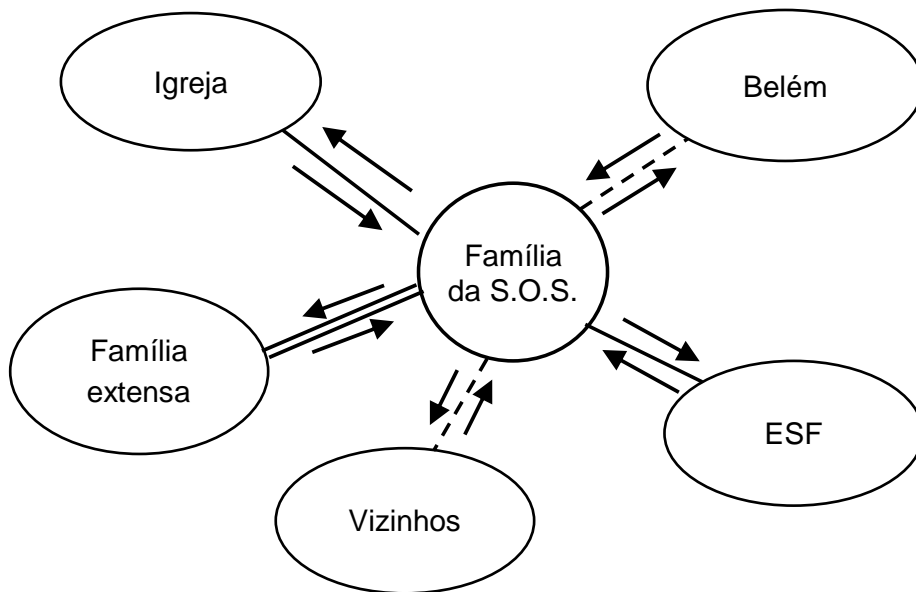 Igreja
Belém
Família
da S.O.S.
Família
extensa
ESF
Vizinhos